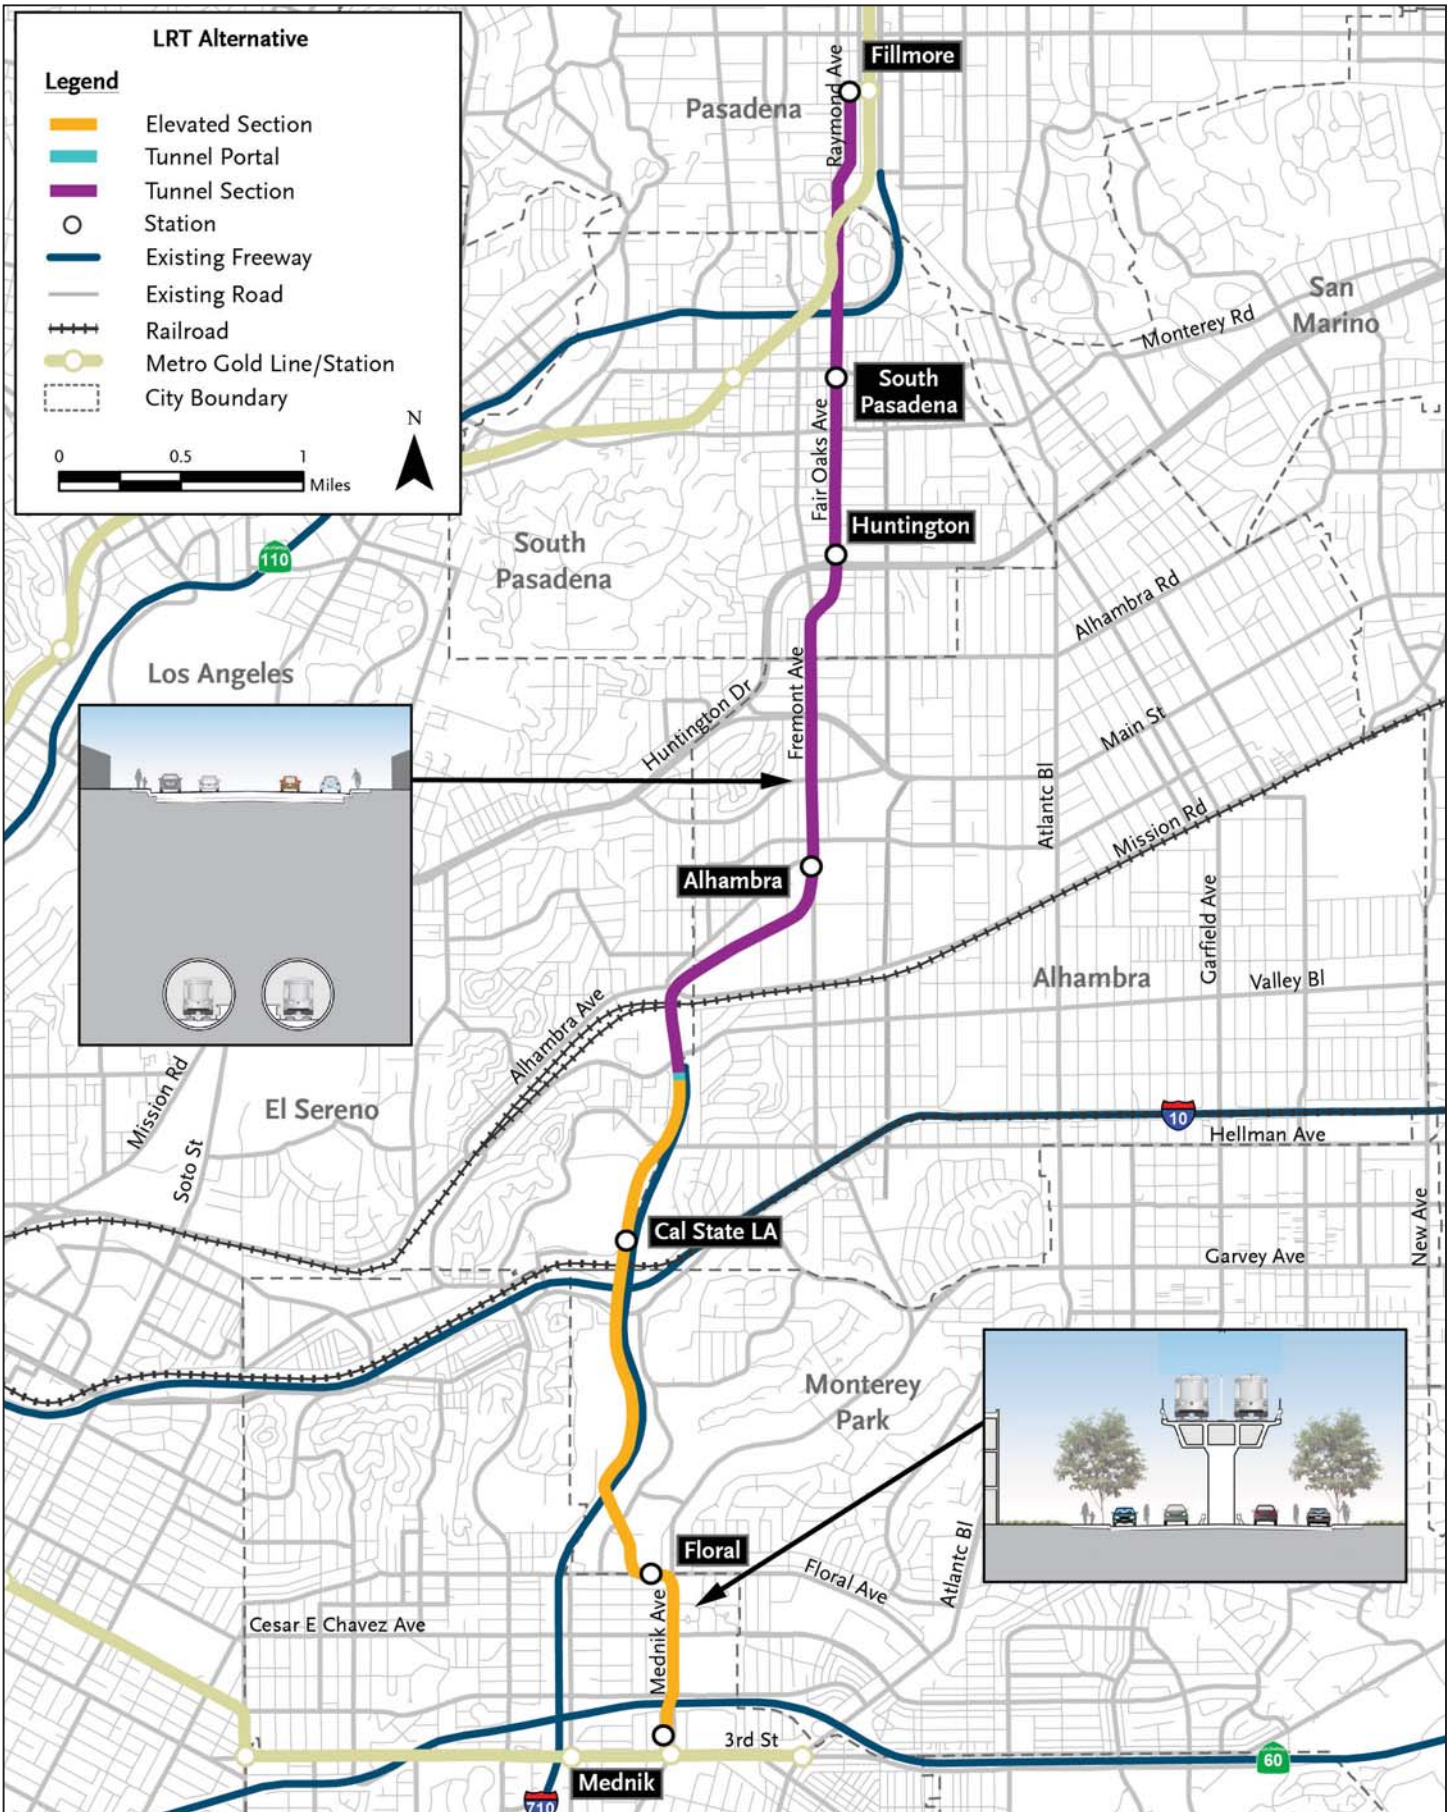 LRT Alternative
Legend
Elevated Section
Tunnel Portal
Tunnel Section
Station
Existing Freeway
Existing Road
Railroad
Metro Gold Line/Station
City Boundary
N
0 0.5 1
Miles
Fillmore
Raymond Ave
Pasadena
San
Marino
Monterey Rd
South
Pasadena
Fair Oaks Ave
Huntington
South
Pasadena
110
Alhambra Rd
Los Angeles
Fremont Ave
Huntington Dr
Main St
Atlantc Bl
Mission Rd
Alhambra
Garfield Ave
Alhambra
Valley Bl
Alhambra Ave
Mission Rd
El Sereno
10
Hellman Ave
Soto St
Cal State LA
New Ave
Garvey Ave
Monterey
Park
Floral
Floral Ave
Atlantc Bl
Cesar E Chavez Ave
Mednik Ave
3rd St
60
Mednik
710